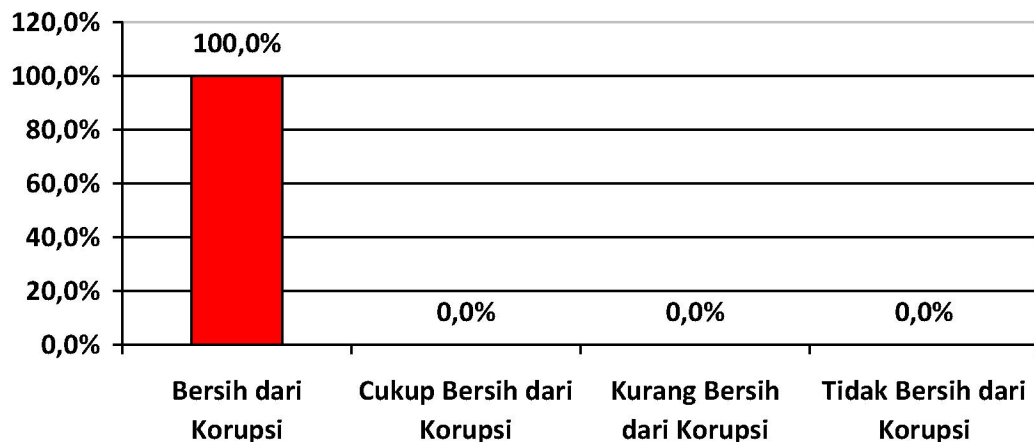 120,0%
100,0%
80,0%
60,0%
40,0%
20,0%
0,0%
100,0%
0,0%
0,0%
0,0%
Bersih dari
Korupsi
Cukup Bersih dari
Korupsi
Kurang Bersih
dari Korupsi
Tidak Bersih dari
Korupsi